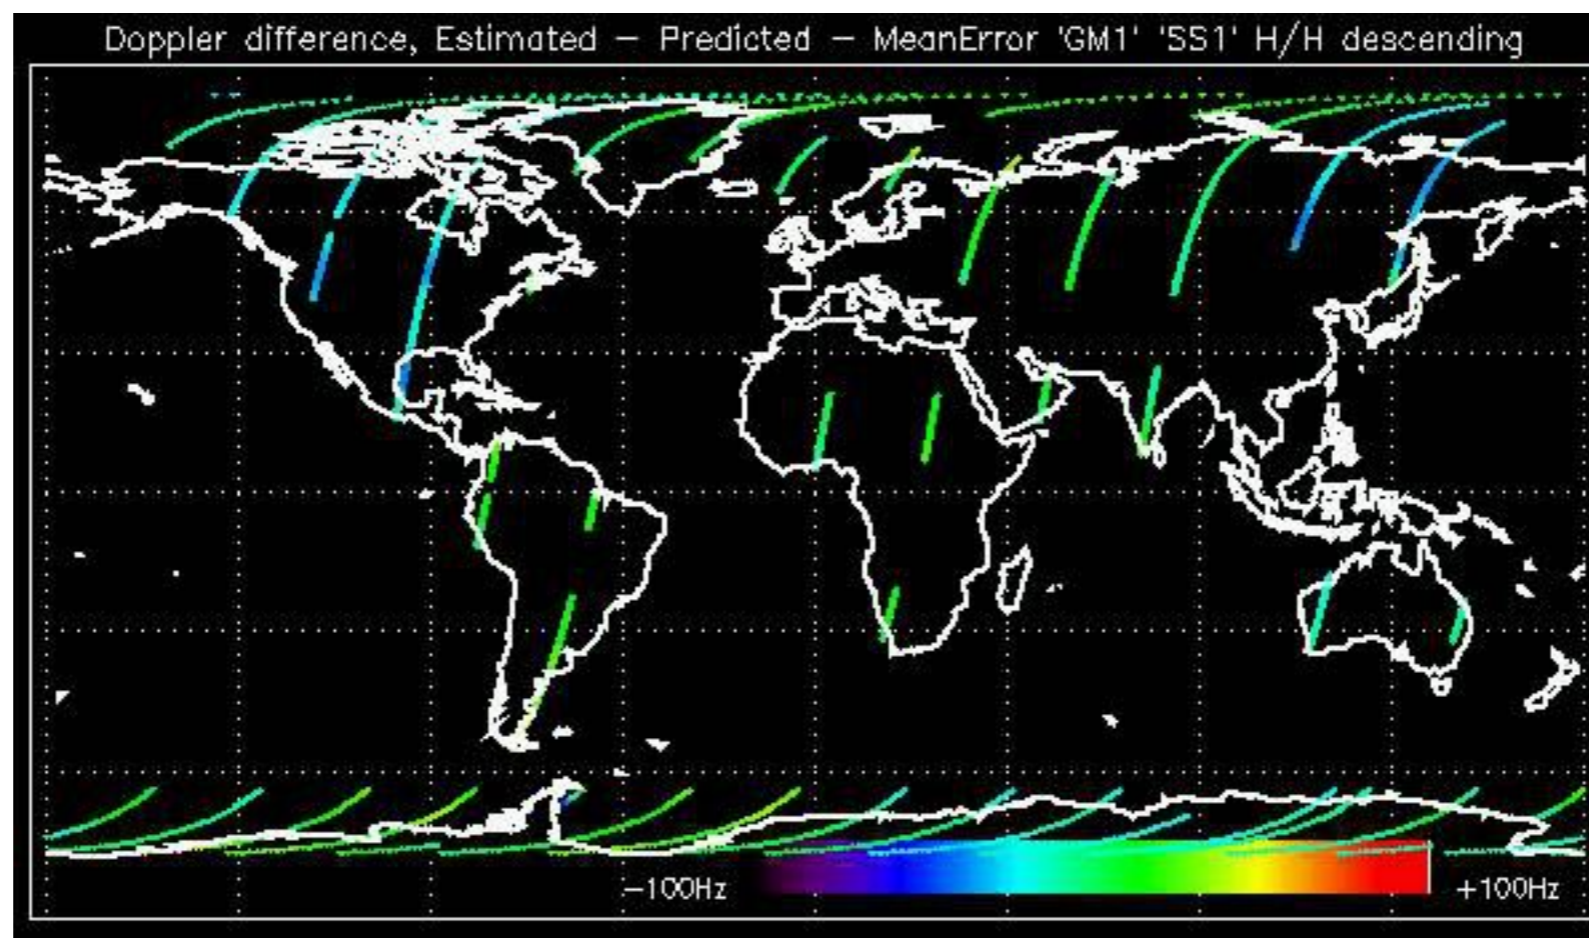 Doppler difference, Estimated – Predicted – MeanError 'GM1' 'SS1' H/H descending
–100Hz
+100Hz